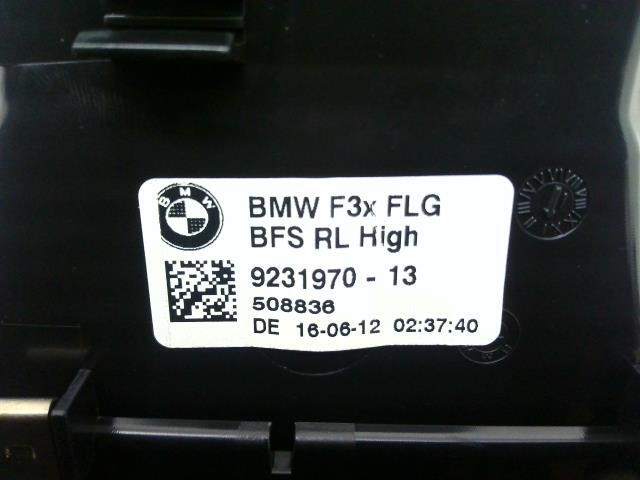 BMW
BMW F3x FLG
BFS RL High
9231970 - 13
508836
DE 16-06-12 02:37:40